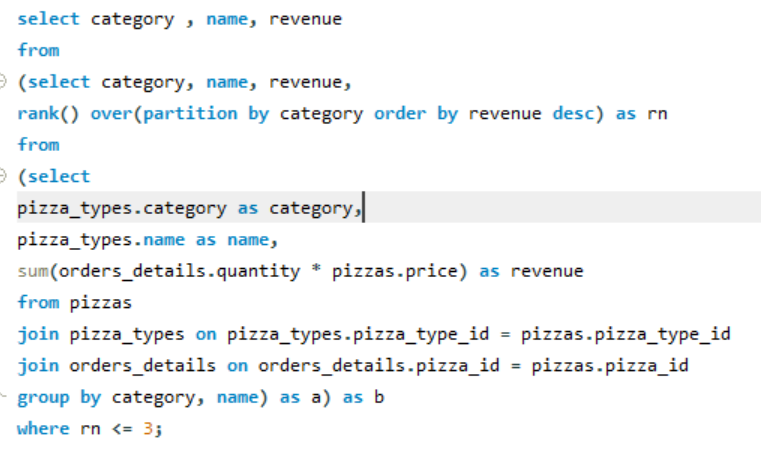 select category , name, revenue
from
(select category, name, revenue,
rank() over(partition by category order by revenue desc) as rn
from
(select
pizza_types.category as category,
pizza_types.name as name,
sum(orders_details.quantity * pizzas.price) as revenue
from pizzas
join pizza_types on pizza_types.pizza_type_id = pizzas.pizza_type_id
join orders_details on orders_details.pizza_id = pizzas.pizza_id
group by category, name) as a) as b
where rn <= 3;